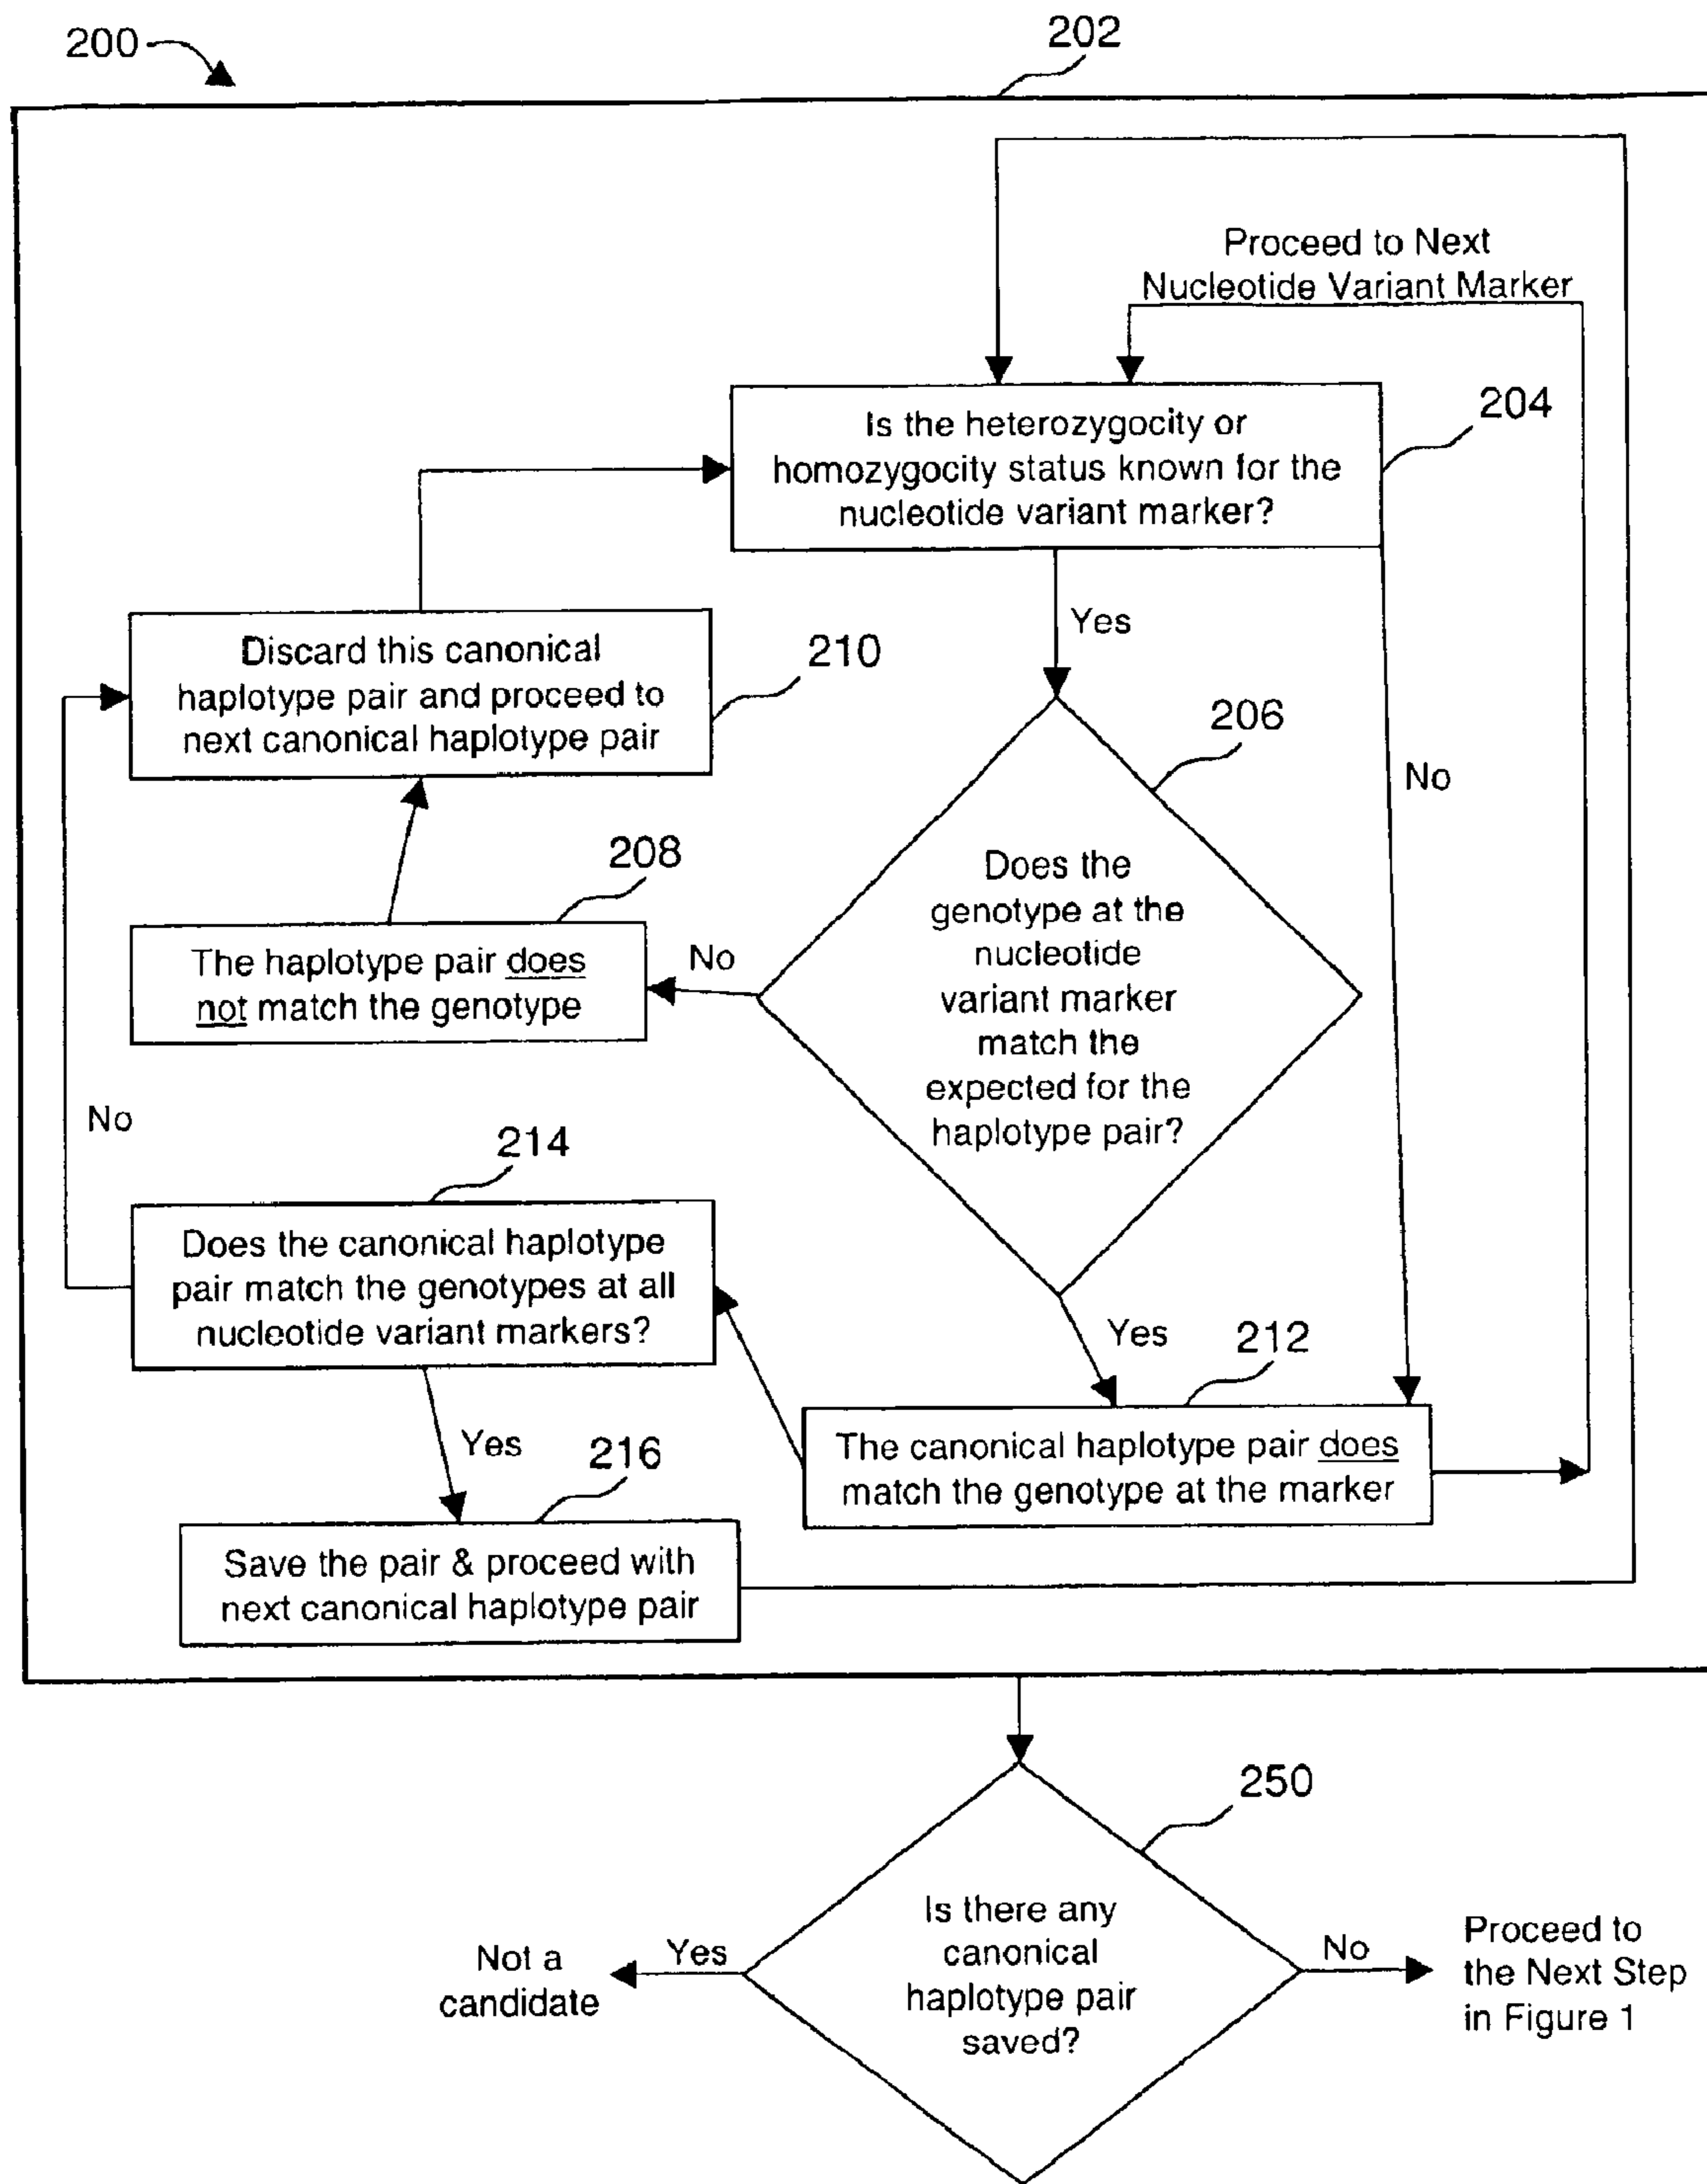 200
202
Proceed to Next
Nucleotide Variant Marker
Is the heterozygocity or
homozygocity status known for the
nucleotide variant marker?
204
Yes
Discard this canonical
haplotype pair and proceed to
next canonical haplotype pair
210
206
No
Does the
genotype at the
nucleotide
variant marker
match the
expected for the
haplotype pair?
208
The haplotype pair does
not match the genotype
No
No
214
Does the canonical haplotype
pair match the genotypes at all
nucleotide variant markers?
Yes
212
The canonical haplotype pair does
match the genotype at the marker
Yes
216
Save the pair & proceed with
next canonical haplotype pair
250
Is there any
canonical
haplotype pair
saved?
Yes
Not a
candidate
No
Proceed to
the Next Step
in Figure 1